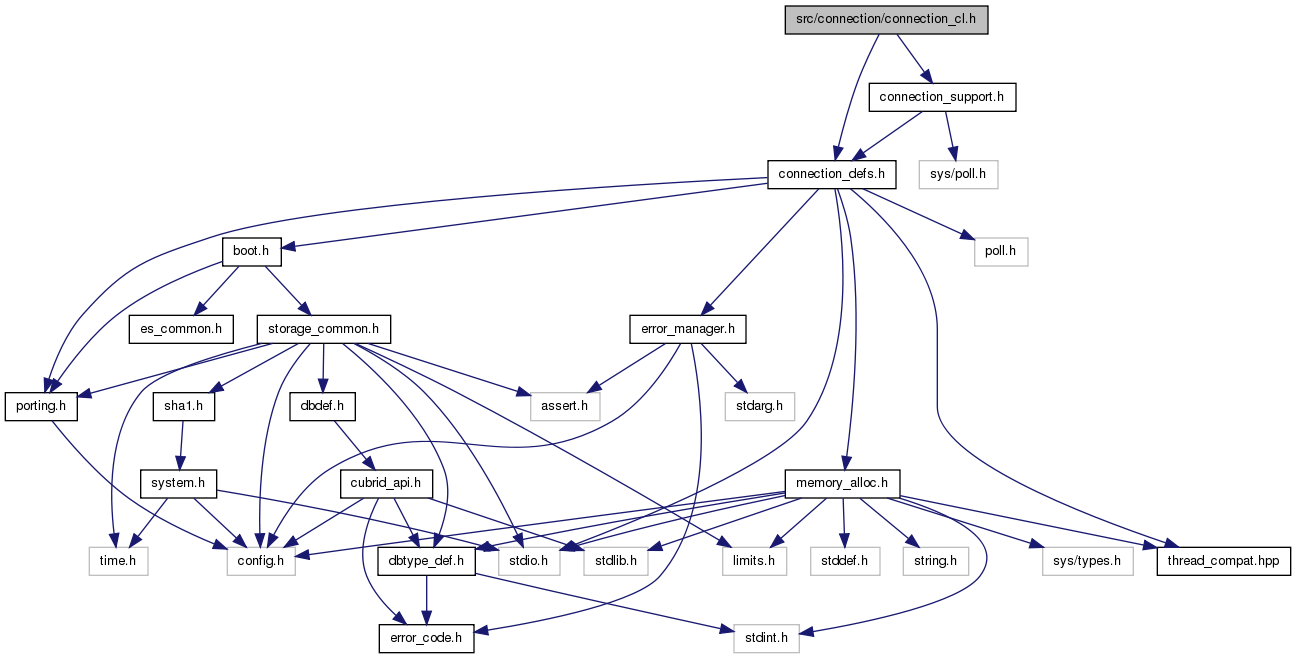 src/connection/connection_cl.h
connection_support.h
connection_defs.h
sys/poll.h
boot.h
poll.h
es_common.h
storage_common.h
error_manager.h
porting.h
sha1.h
dbdef.h
assert.h
stdarg.h
system.h
cubrid_api.h
memory_alloc.h
time.h
config.h
dbtype_def.h
stdio.h
stdlib.h
limits.h
stddef.h
string.h
sys/types.h
thread_compat.hpp
error_code.h
stdint.h